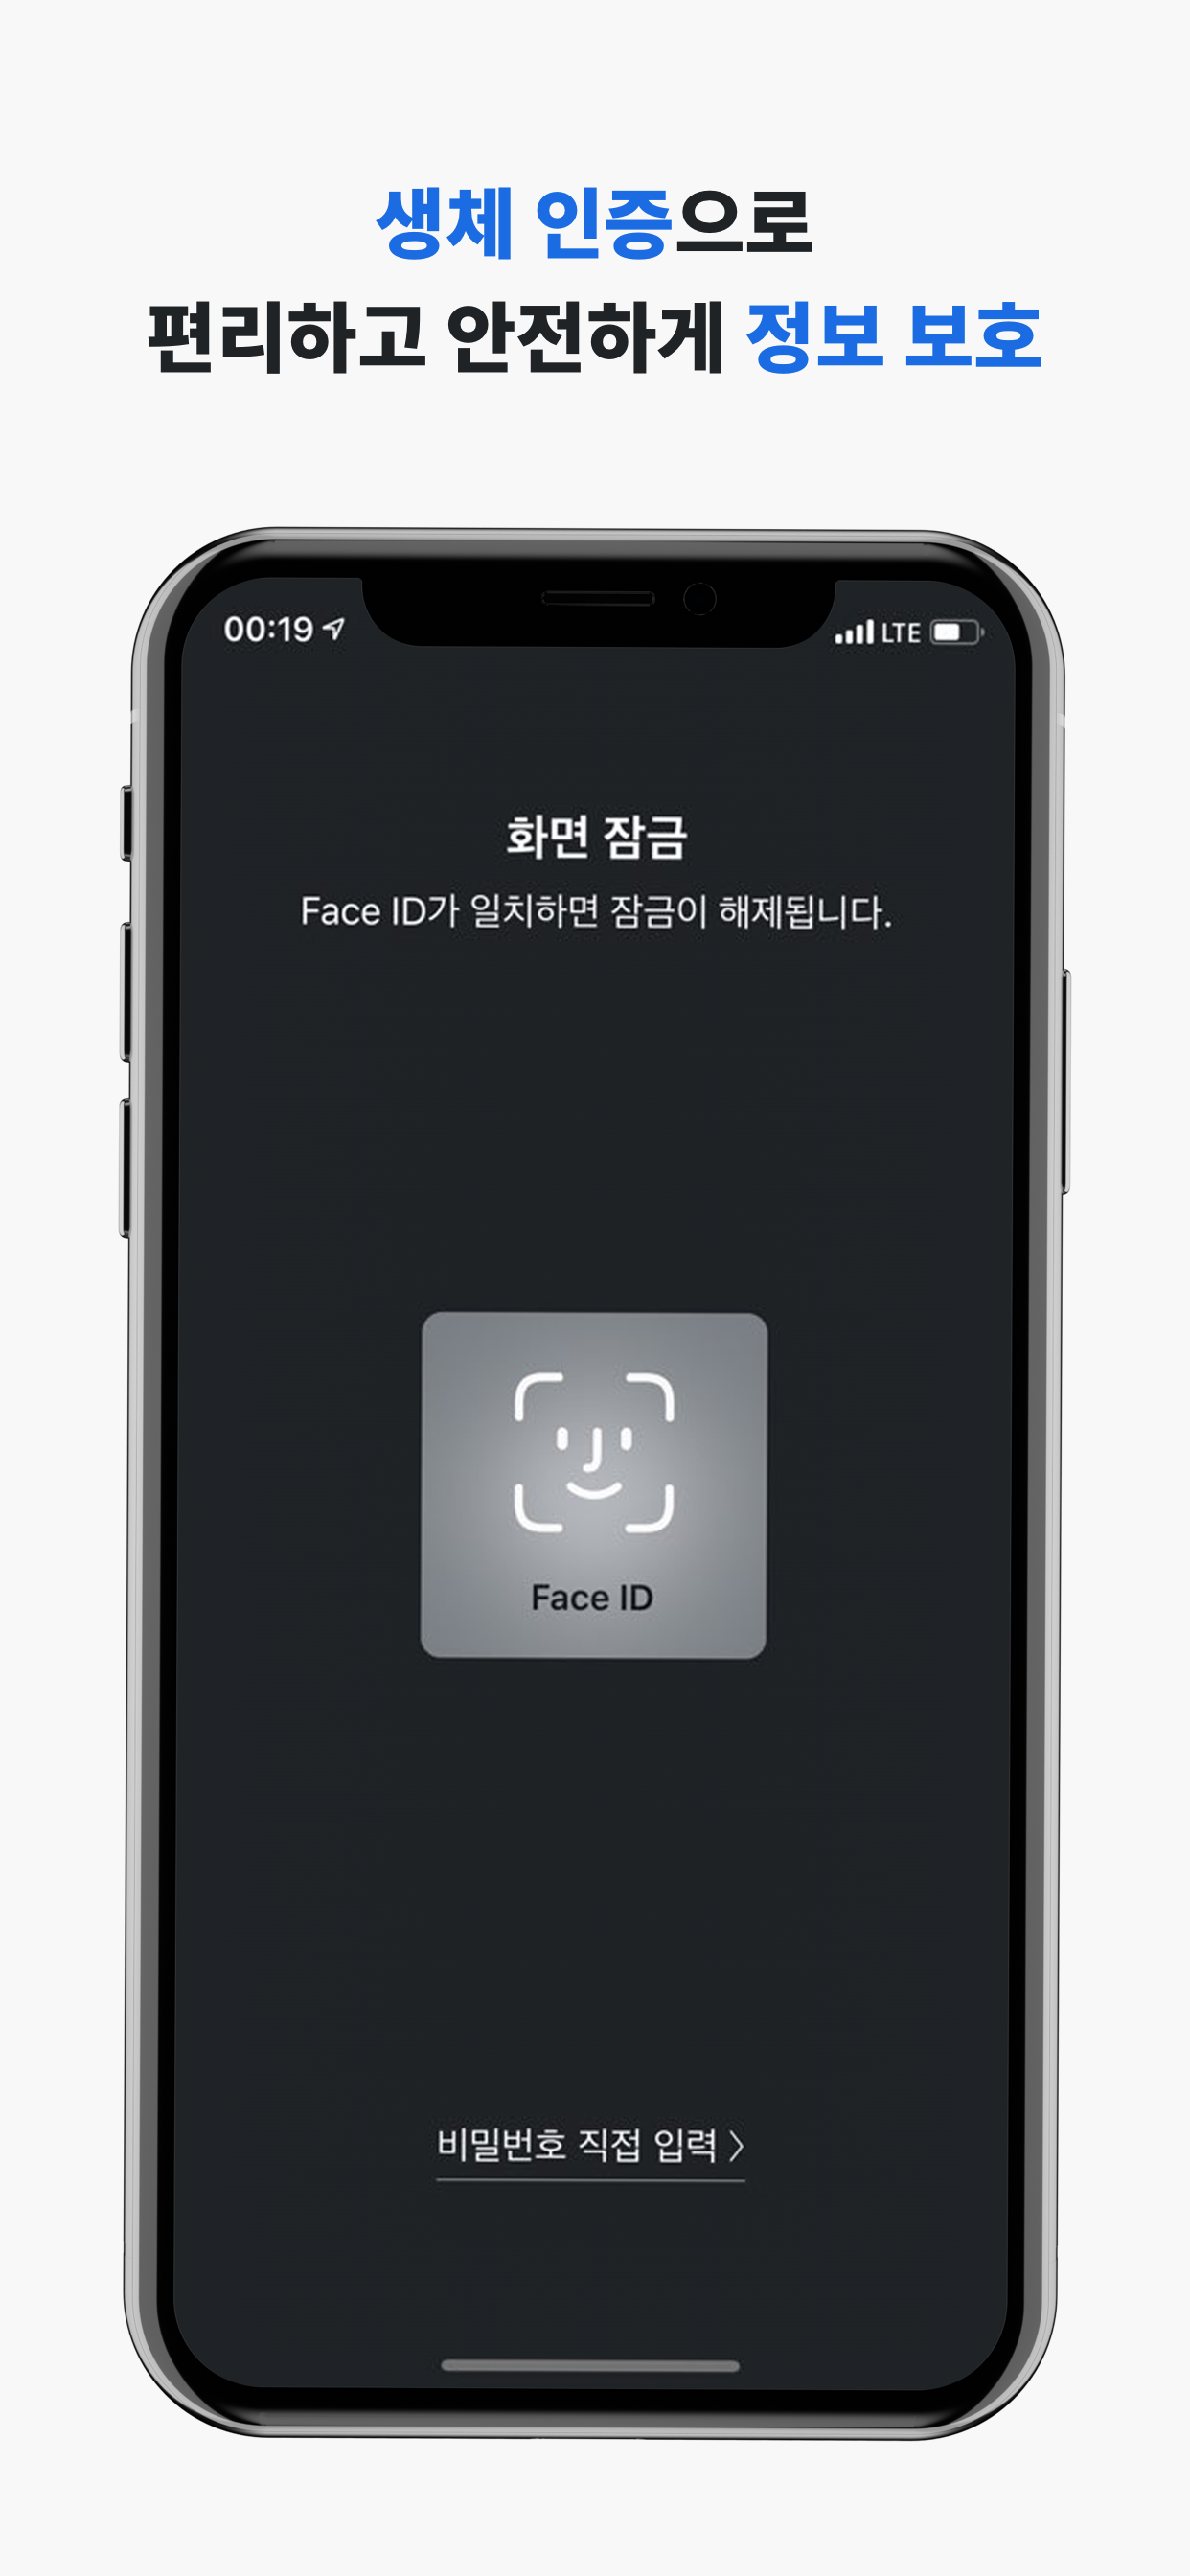 생체 인증으로
편리하고 안전하게 정보 보호
00:19 LTE
화면 잠금
Face ID가 일치하면 잠금이 해제됩니다.
Face ID
비밀번호 직접 입력 >